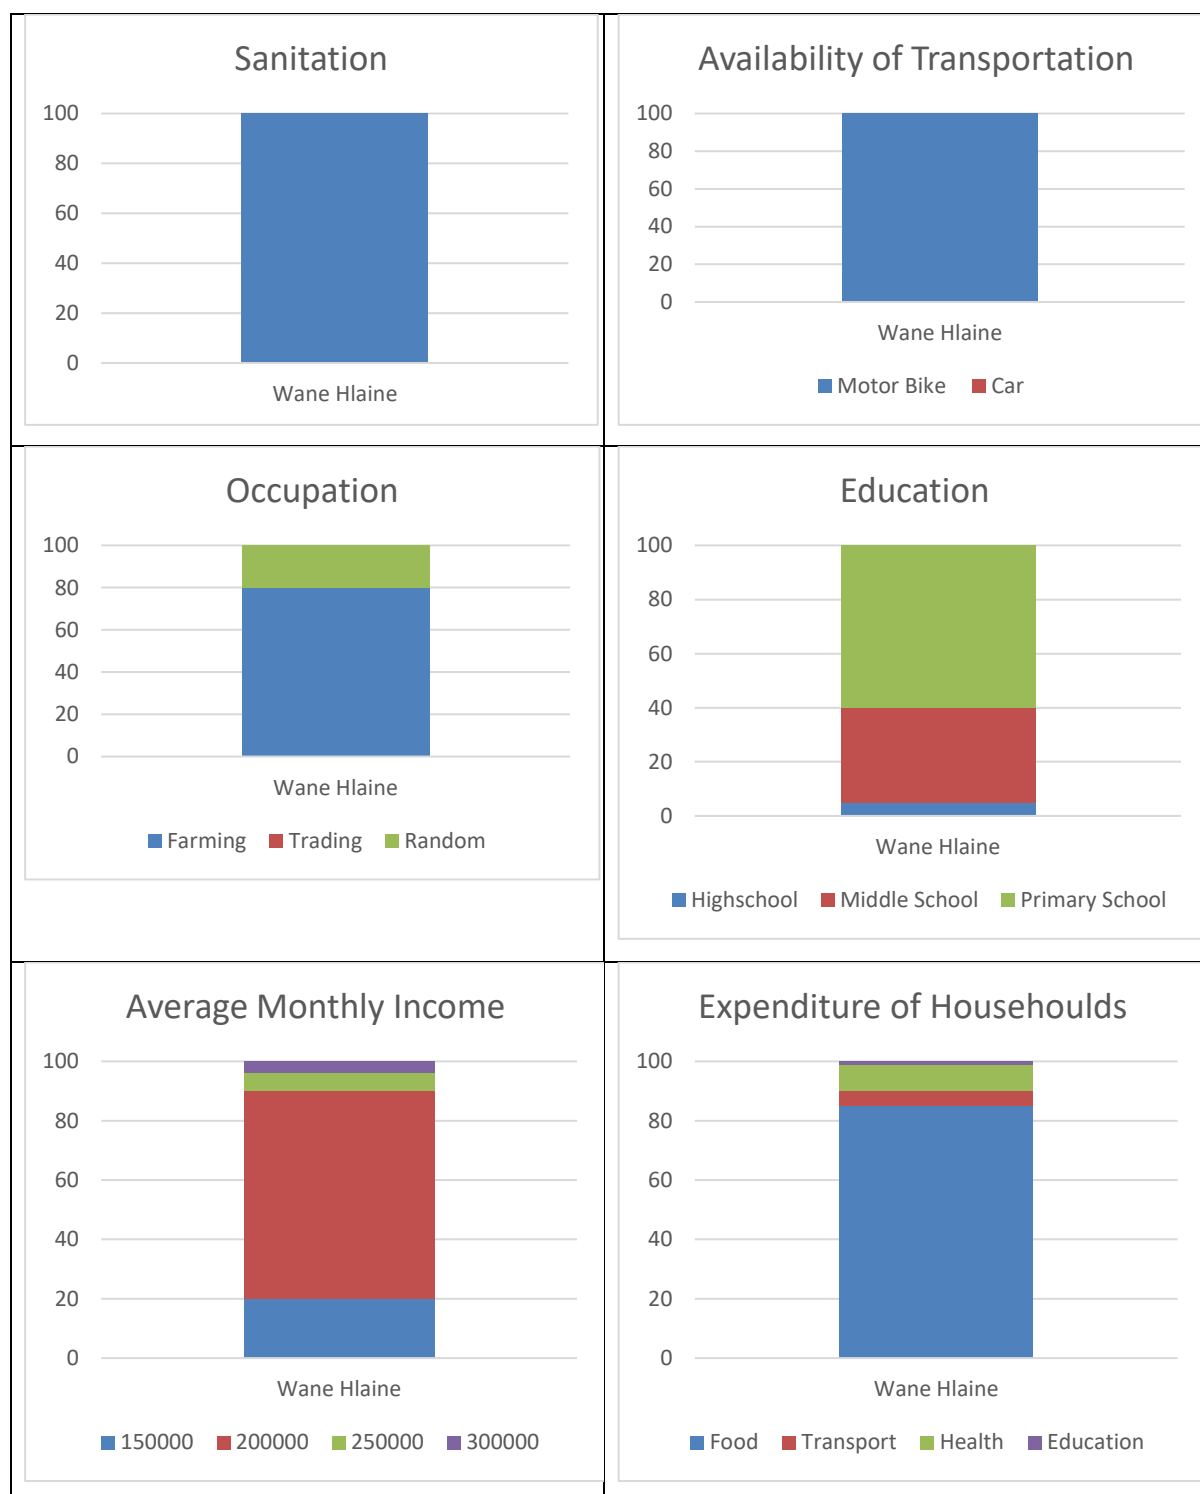 Sanitation
100
80
60
40
20
0
Wane Hlaine
Availability of Transportation
100
80
60
40
20
0
Wane Hlaine
Motor Bike Car
Occupation
100
80
60
40
20
0
Wane Hlaine
Farming Trading Random
Education
100
80
60
40
20
0
Wane Hlaine
Highschool Middle School Primary School
Average Monthly Income
100
80
60
40
20
0
Wane Hlaine
150000 200000 250000 300000
Expenditure of Househoulds
100
80
60
40
20
0
Wane Hlaine
Food Transport Health Education